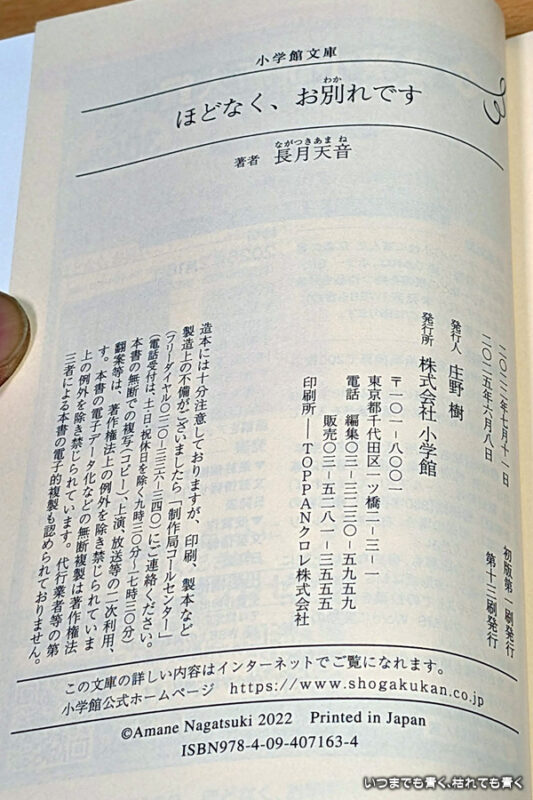 小学館文庫
ほどなく、お別れです
わか
著者 長月天音
ながつきあまね
二〇二二年七月十一日 初版第一刷発行
二〇二五年六月八日 第十三刷発行
発行人 庄野 樹
発行所 株式会社 小学館
〒一〇一-八〇〇一
東京都千代田区一ツ橋二-三-一
電話 編集〇三-三二三〇-五九五九
販売〇三-五二八一-三五五五
印刷所――TOPPANクロレ株式会社
造本には十分注意しておりますが、印刷、製本など
製造上の不備がございましたら「制作局コールセンター」
(フリーダイヤル〇一二〇-三三六-三四〇)にご連絡ください。
(電話受付は、土・日・祝休日を除く九時三〇分~一七時三〇分)
本書の無断での複写(コピー)、上演、放送等の二次利用、
翻案等は、著作権法上の例外を除き禁じられていま
す。本書の電子データ化などの無断複製は著作権法
上の例外を除き禁じられています。代行業者等の第
三者による本書の電子的複製も認められておりません。
この文庫の詳しい内容はインターネットでご覧になれます。
小学館公式ホームページ https://www.shogakukan.co.jp
©Amane Nagatsuki 2022 Printed in Japan
ISBN978-4-09-407163-4
いつまでも青く、枯れても青く